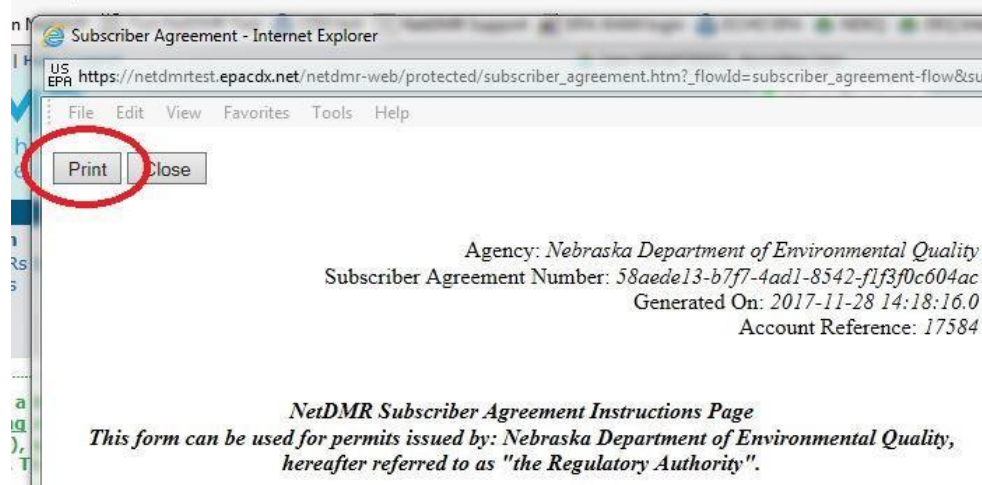 Subscriber Agreement - Internet Explorer
US EPA https://netdmrtest.epacdx.net/netdmr-web/protected/subscriber_agreement.htm?_flowId=subscriber_agreement-flow&su
File Edit View Favorites Tools Help
Print Close
Agency: Nebraska Department of Environmental Quality
Subscriber Agreement Number: 58aede13-b7f7-4ad1-8542-f1f3f0c604ac
Generated On: 2017-11-28 14:18:16.0
Account Reference: 17584
NetDMR Subscriber Agreement Instructions Page
This form can be used for permits issued by: Nebraska Department of Environmental Quality,
hereafter referred to as "the Regulatory Authority".